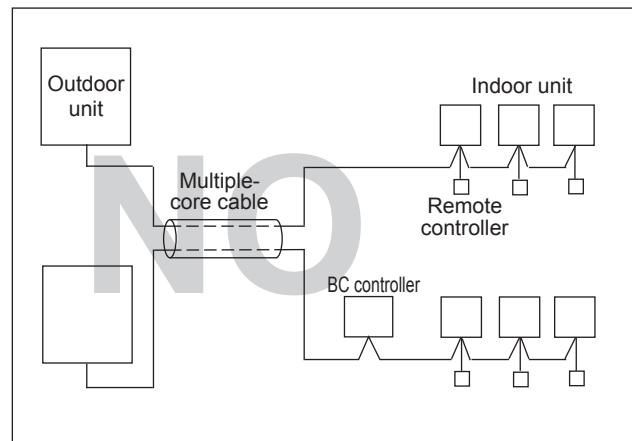 Outdoor
unit
Indoor unit
NO
Multiple-
core cable
Remote
controller
BC controller